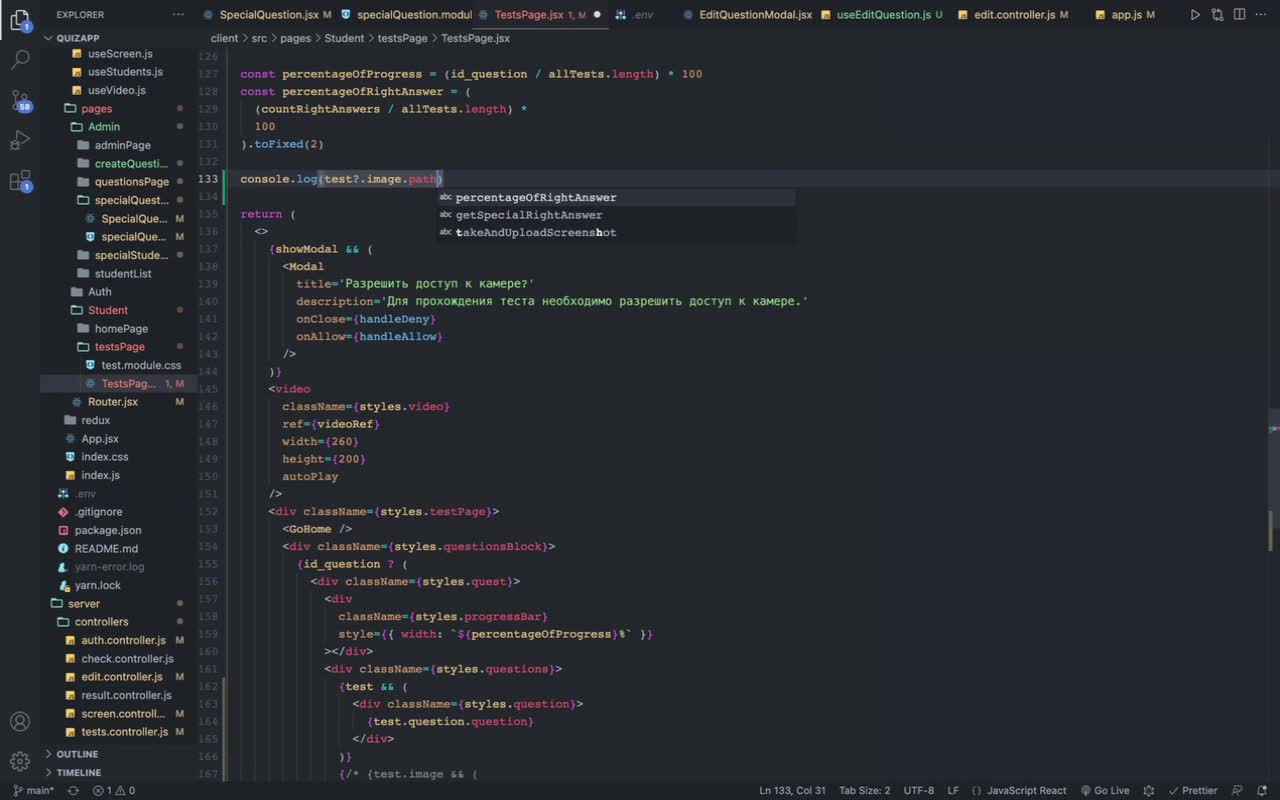 EXPLORER
SpecialQuestion.jsx M
specialQuestion.modul
TestsPage.jsx 1, M
.env
EditQuestionModal.jsx
useEditQuestion.js U
edit.controller.js M
app.js M
1
58
1
QUIZAPP
useScreen.js
useStudents.js
useVideo.js
pages
Admin
adminPage
createQuesti...
questionsPage
specialQuest...
SpecialQue... M
specialQue... M
specialStude...
studentList
Auth
Student
homePage
testsPage
test.module.css
TestsPag... 1, M
Router.jsx M
redux
App.jsx
index.css
index.js
.env
.gitignore
package.json
README.md
yarn-error.log
yarn.lock
server
controllers
auth.controller.js M
check.controller.js
edit.controller.js M
result.controller.js
screen.controll... M
tests.controller.js M
OUTLINE
TIMELINE
client > src > pages > Student > testsPage > TestsPage.jsx
126
127 const percentageOfProgress = (id_question / allTests.length) * 100
128 const percentageOfRightAnswer = (
129 (countRightAnswers / allTests.length) *
130 100
131 ).toFixed(2)
132
133 console.log(test?.image.path)
abc percentageOfRightAnswer
abc getSpecialRightAnswer
abc takeAndUploadScreenshot
134
135 return (
136 <>
137 {showModal && (
138 <Modal
139 title='Разрешить доступ к камере?'
140 description='Для прохождения теста необходимо разрешить доступ к камере.'
141 onClose={handleDeny}
142 onAllow={handleAllow}
143 />
144 )}
145 <video
146 className={styles.video}
147 ref={videoRef}
148 width={260}
149 height={200}
150 autoPlay
151 />
152 <div className={styles.testPage}>
153 <GoHome />
154 <div className={styles.questionsBlock}>
155 {id_question ? (
156 <div className={styles.quest}>
157 <div
158 className={styles.progressBar}
159 style={{ width: `${percentageOfProgress}%` }}
160 ></div>
161 <div className={styles.questions}>
162 {test && (
163 <div className={styles.question}>
164 {test.question.question}
165 </div>
166 )}
167 {/* {test.image && (
main*
1 0
Ln 133, Col 31
Tab Size: 2
UTF-8
LF
{} JavaScript React
Go Live
Prettier